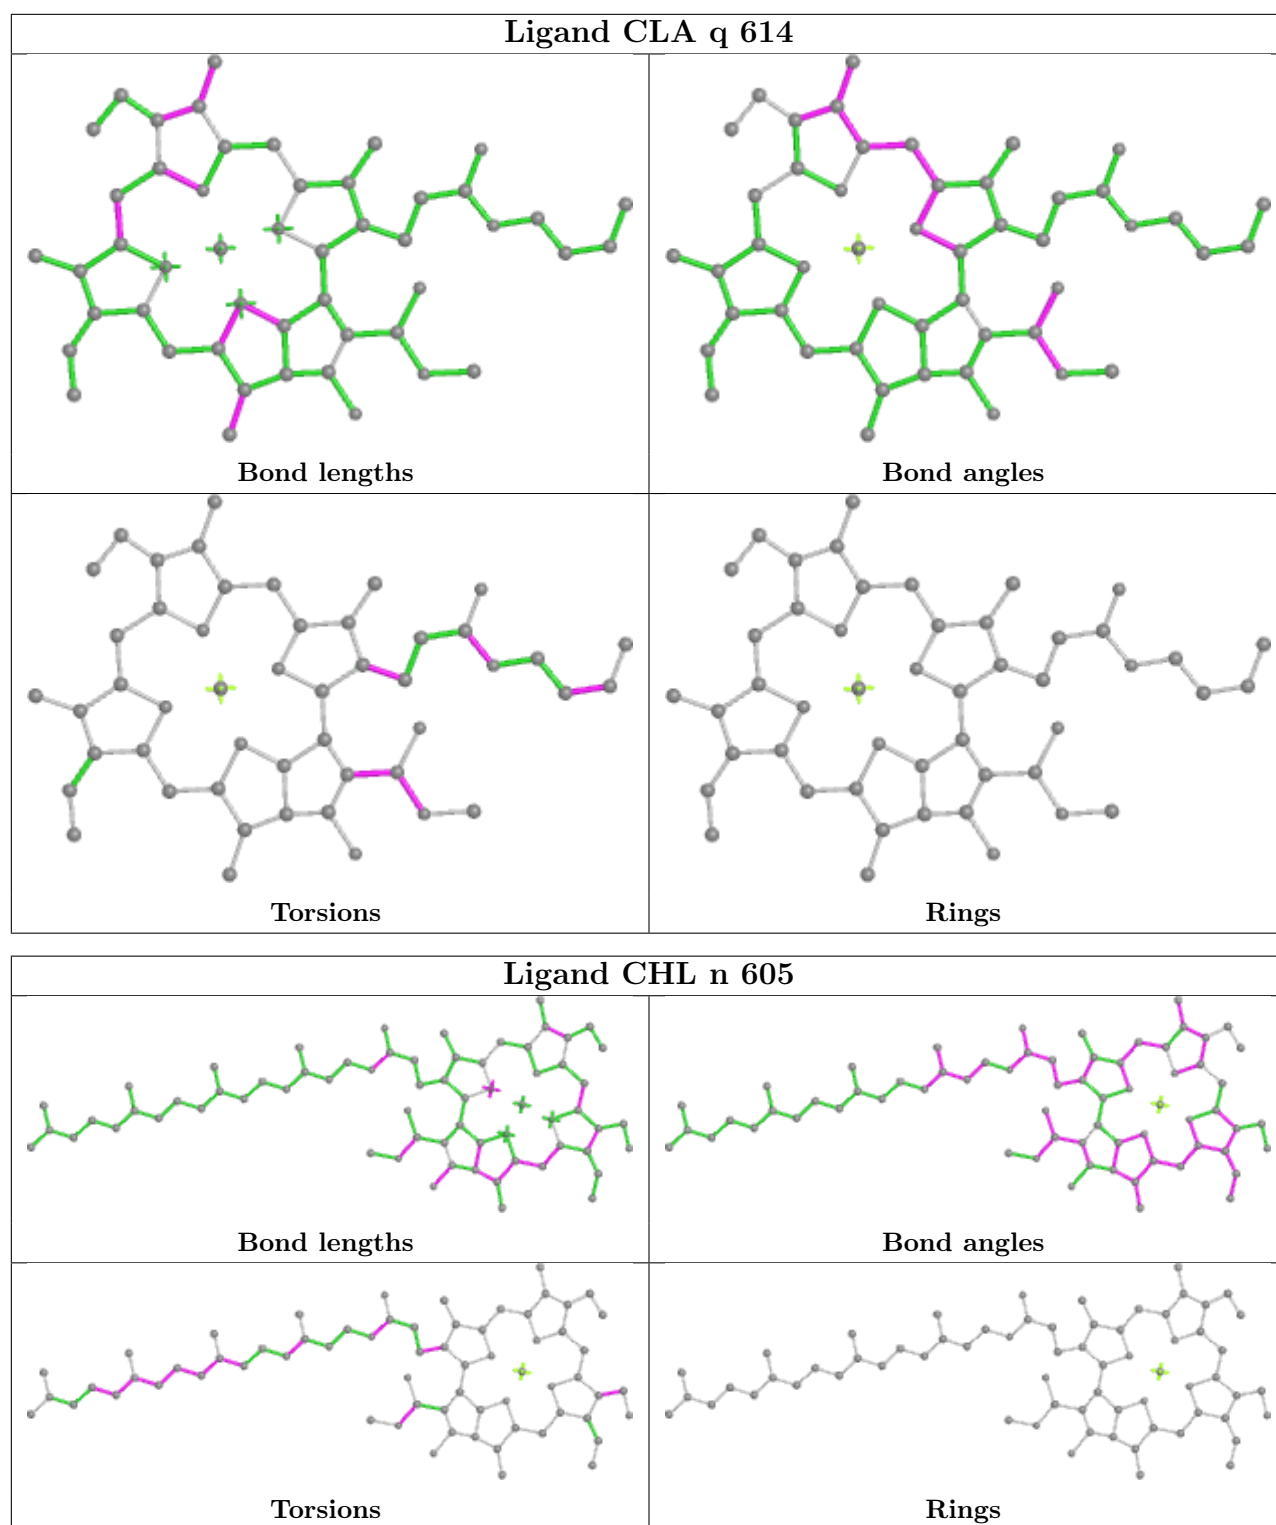 Ligand CLA q 614
Bond lengths
Bond angles
Torsions
Rings
Ligand CHL n 605
Bond lengths
Bond angles
Torsions
Rings